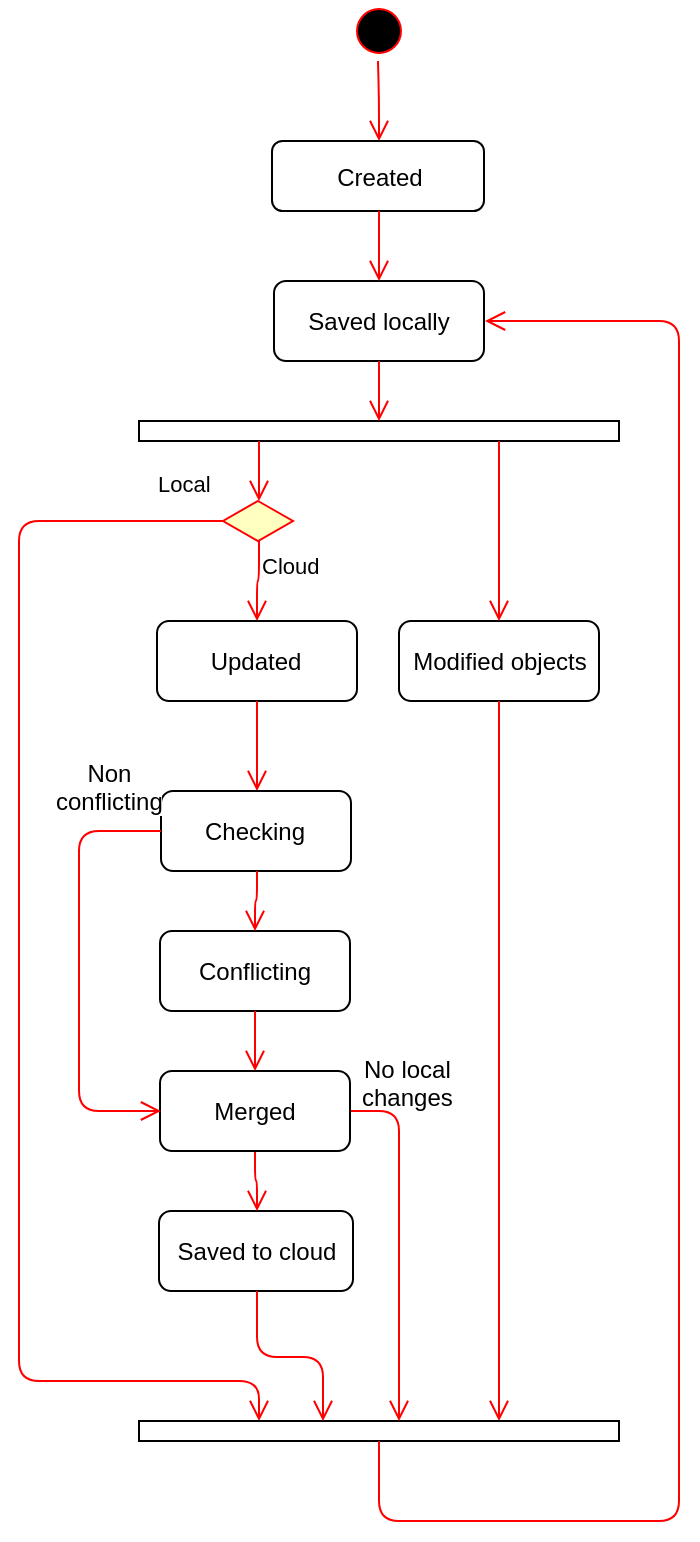 Created
Saved locally
Local
Cloud
Updated
Modified objects
Non
conflicting
Checking
Conflicting
No local
changes
Merged
Saved to cloud